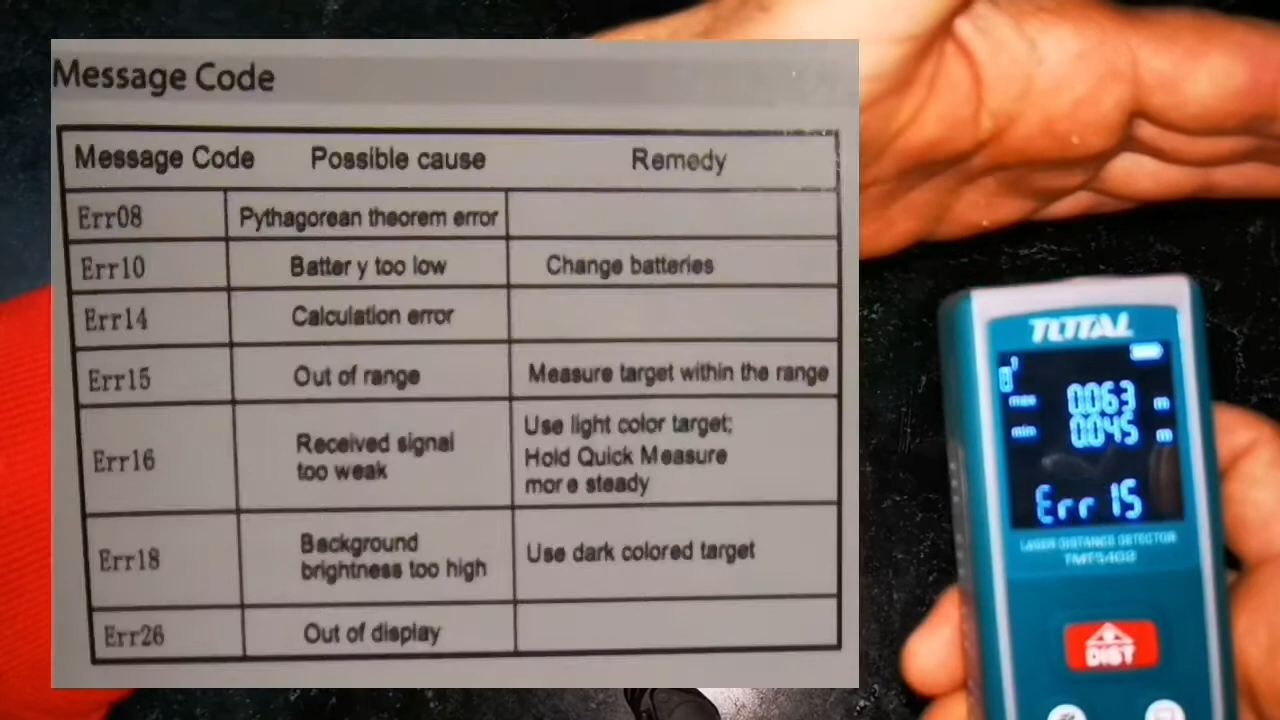 Message Code
Message Code Possible cause Remedy
Err08 Pythagorean theorem error
Err10 Batter y too low Change batteries
Err14 Calculation error
Err15 Out of range Measure target within the range
Err16 Received signal too weak Use light color target;
Hold Quick Measure
mor e steady
Err18 Background brightness too high Use dark colored target
Err26 Out of display
TOTAL
max 0.063 m
min 0.045 m
Err 15
LASER DISTANCE DETECTOR
DIST